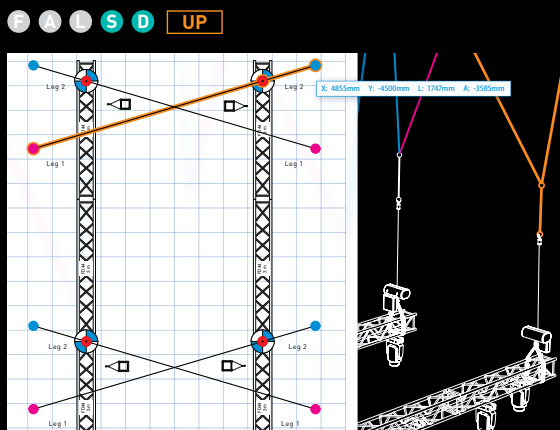 F A L S D UP
Leg 2 Leg 2
X: 4855mm Y: -4500mm L: 1747mm A: -3585mm
Leg 1 Leg 1
Leg 2 Leg 2
Leg 1 Leg 1